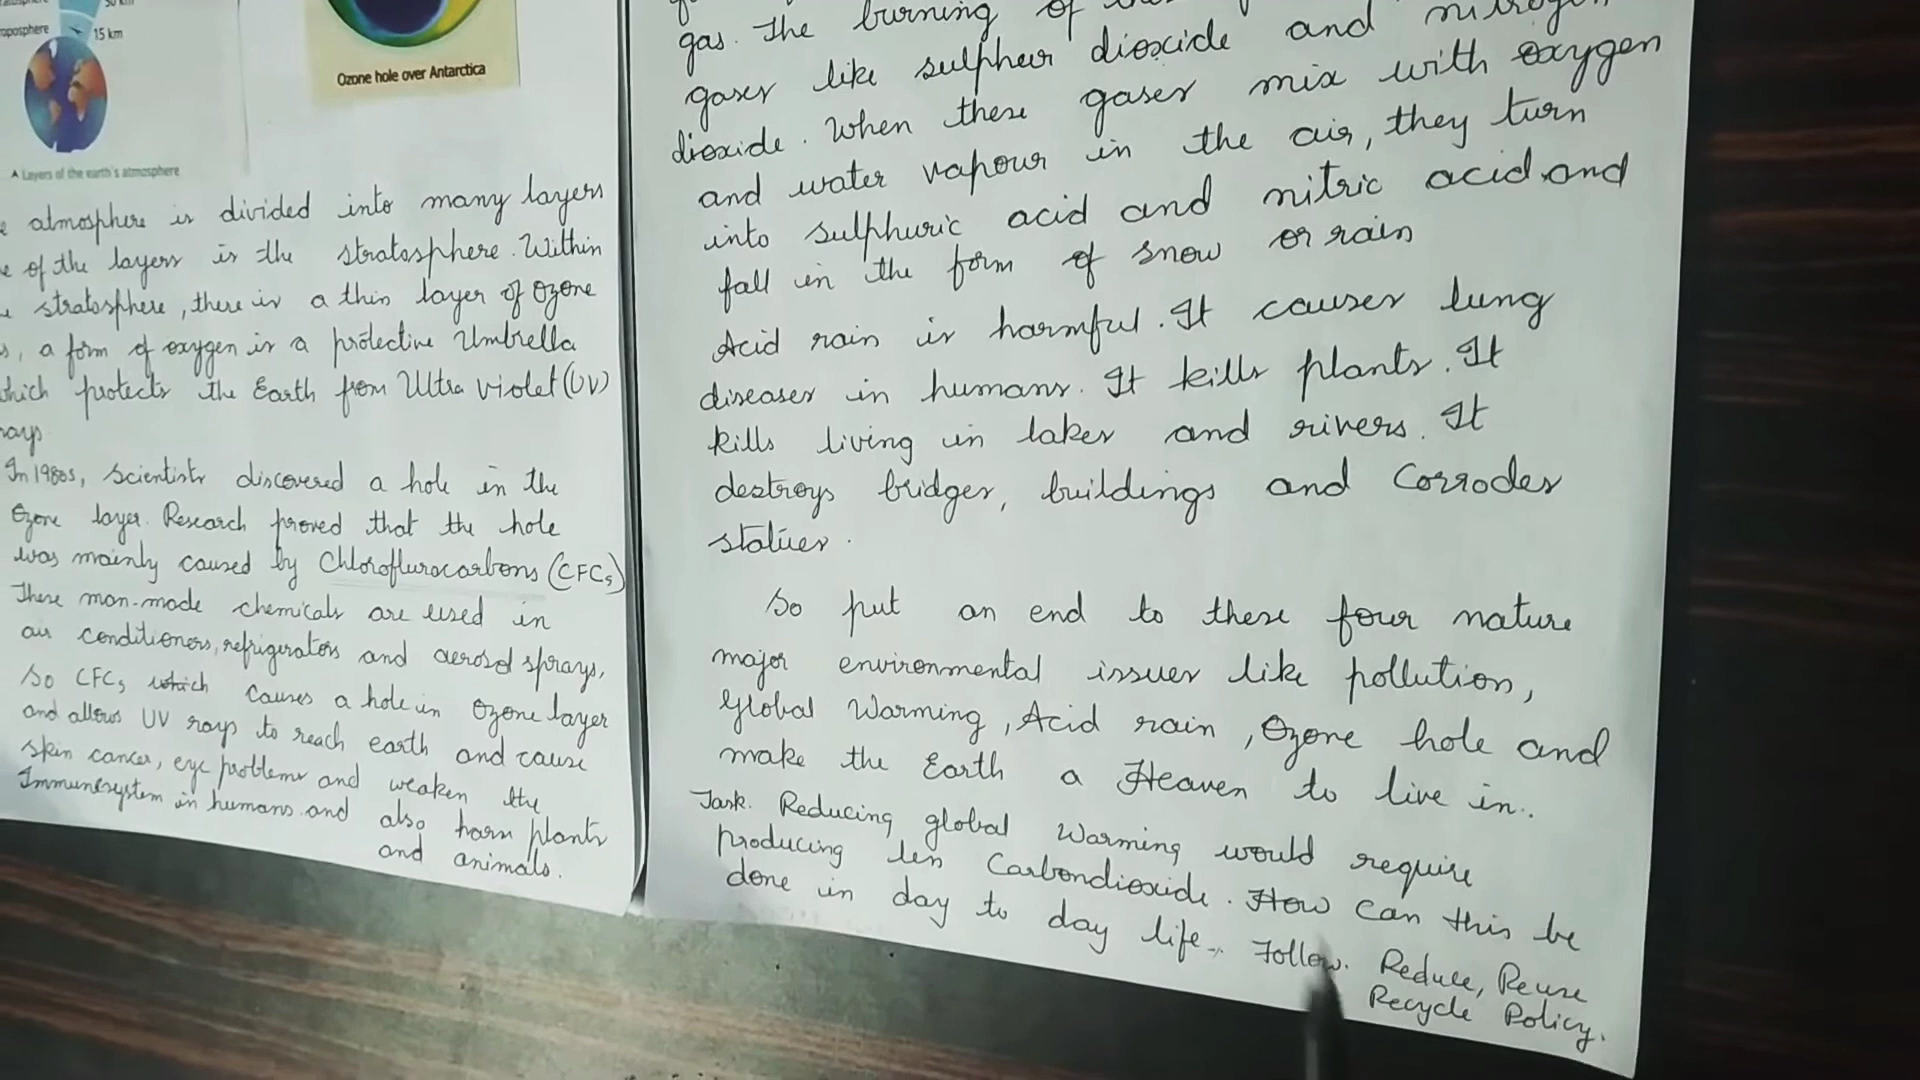 50 km
troposphere
15 km
Ozone hole over Antarctica
▲ Layers of the earth's atmosphere
atmosphere is divided into many layers
of the layers is the stratosphere. Within
stratosphere, there is a thin layer of Ozone
, a form of oxygen is a protective Umbrella
which protects the Earth from Ultra violet (UV)
rays
In 1980s, scientists discovered a hole in the
Ozone layer. Research proved that the hole
was mainly caused by Chloroflurocarbons (CFCs)
These man-made chemicals are used in
air conditioners, refrigerators and aerosol sprays,
So CFCs which causes a hole in Ozone layer
and allows UV rays to reach earth and cause
skin cancer, eye problems and weaken the
Immunesystem in humans and also harm plants
and animals.
gas. The burning of
gases like sulpheur dioxide and nitrogen
dioxide. When these gases mix with oxygen
and water vapour in the air, they turn
into sulphuric acid and nitric acid and
fall in the form of snow or rain
Acid rain is harmful. It causes lung
diseases in humans. It kills plants. It
kills living in lakes and rivers. It
destroys bridges, buildings and Corrodes
statues.
So put an end to these four nature
major environmental issues like pollution,
Global Warming, Acid rain, Ozone hole and
make the Earth a Heaven to live in..
Task. Reducing global Warming would require
producing less Carbondioxide. How can this be
done in day to day life.. Follow. Reduce, Reuse
Recycle Policy.